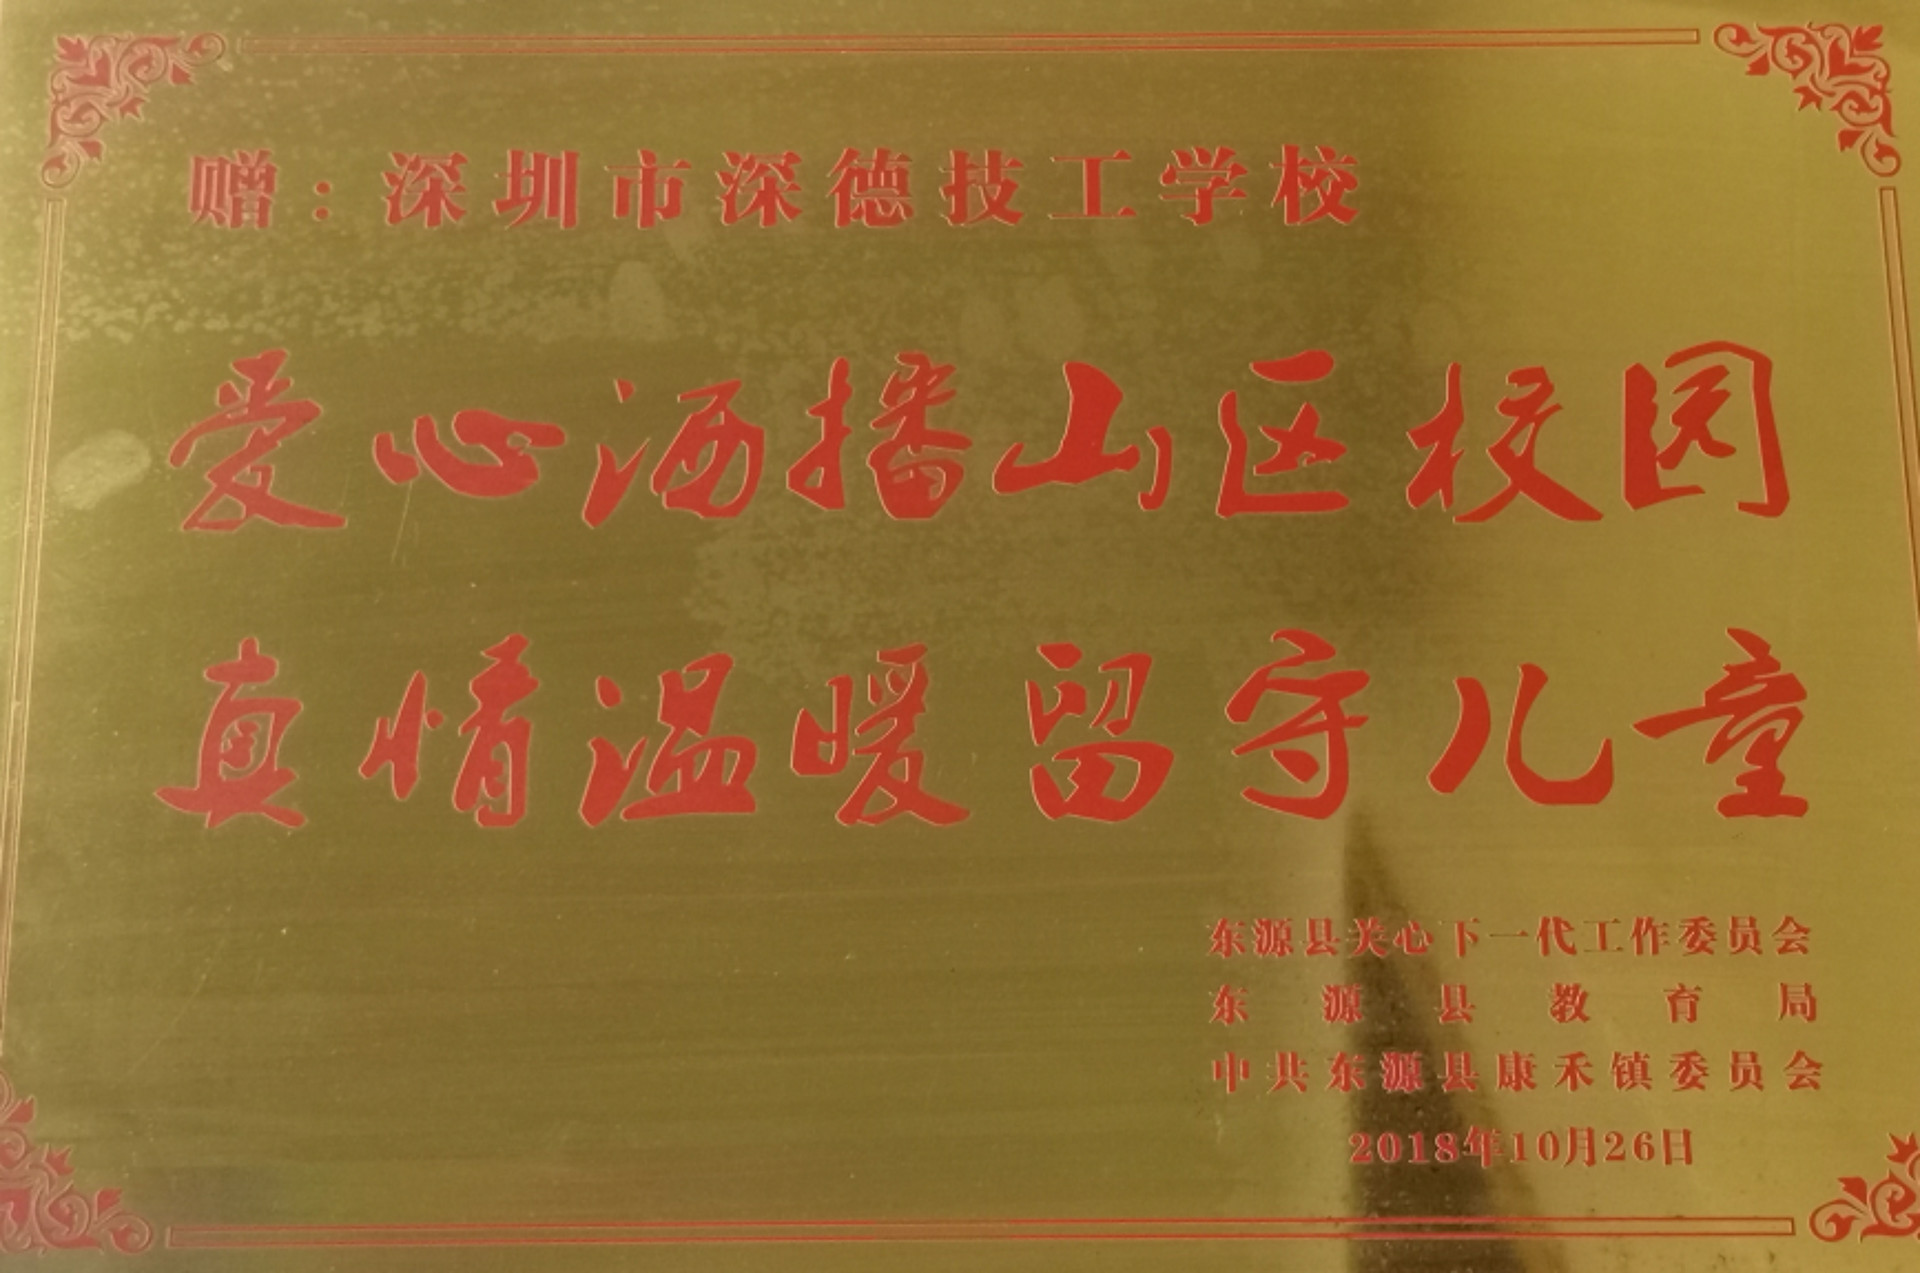 赠：深圳市深德技工学校
爱心洒播山区校园
真情温暖留守儿童
东源县关心下一代工作委员会
东源县教育局
中共东源县康禾镇委员会
2018年10月26日